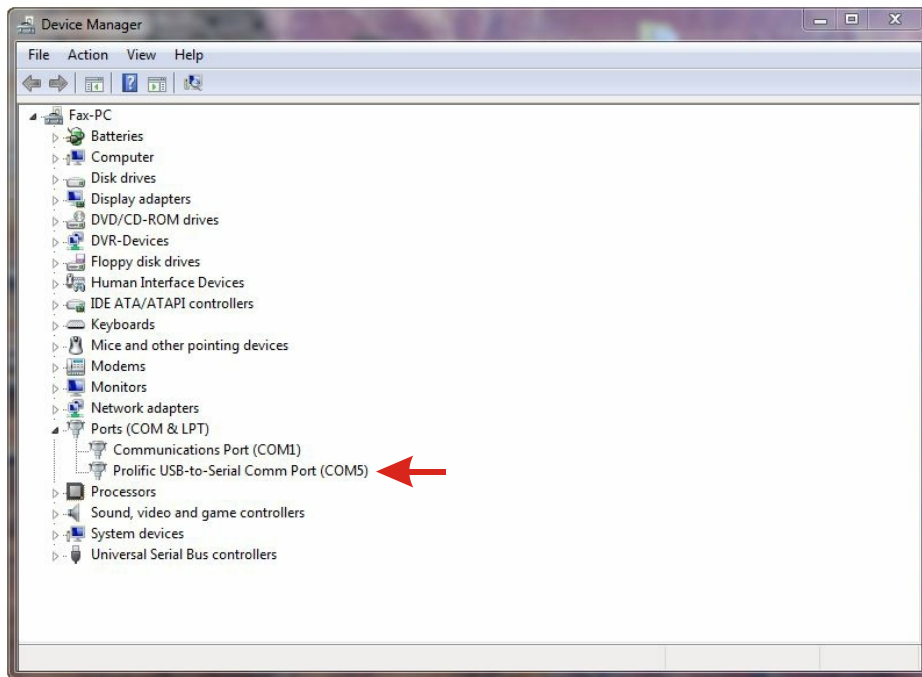 Device Manager
File Action View Help
Fax-PC
Batteries
Computer
Disk drives
Display adapters
DVD/CD-ROM drives
DVR-Devices
Floppy disk drives
Human Interface Devices
IDE ATA/ATAPI controllers
Keyboards
Mice and other pointing devices
Modems
Monitors
Network adapters
Ports (COM & LPT)
Communications Port (COM1)
Prolific USB-to-Serial Comm Port (COM5)
Processors
Sound, video and game controllers
System devices
Universal Serial Bus controllers